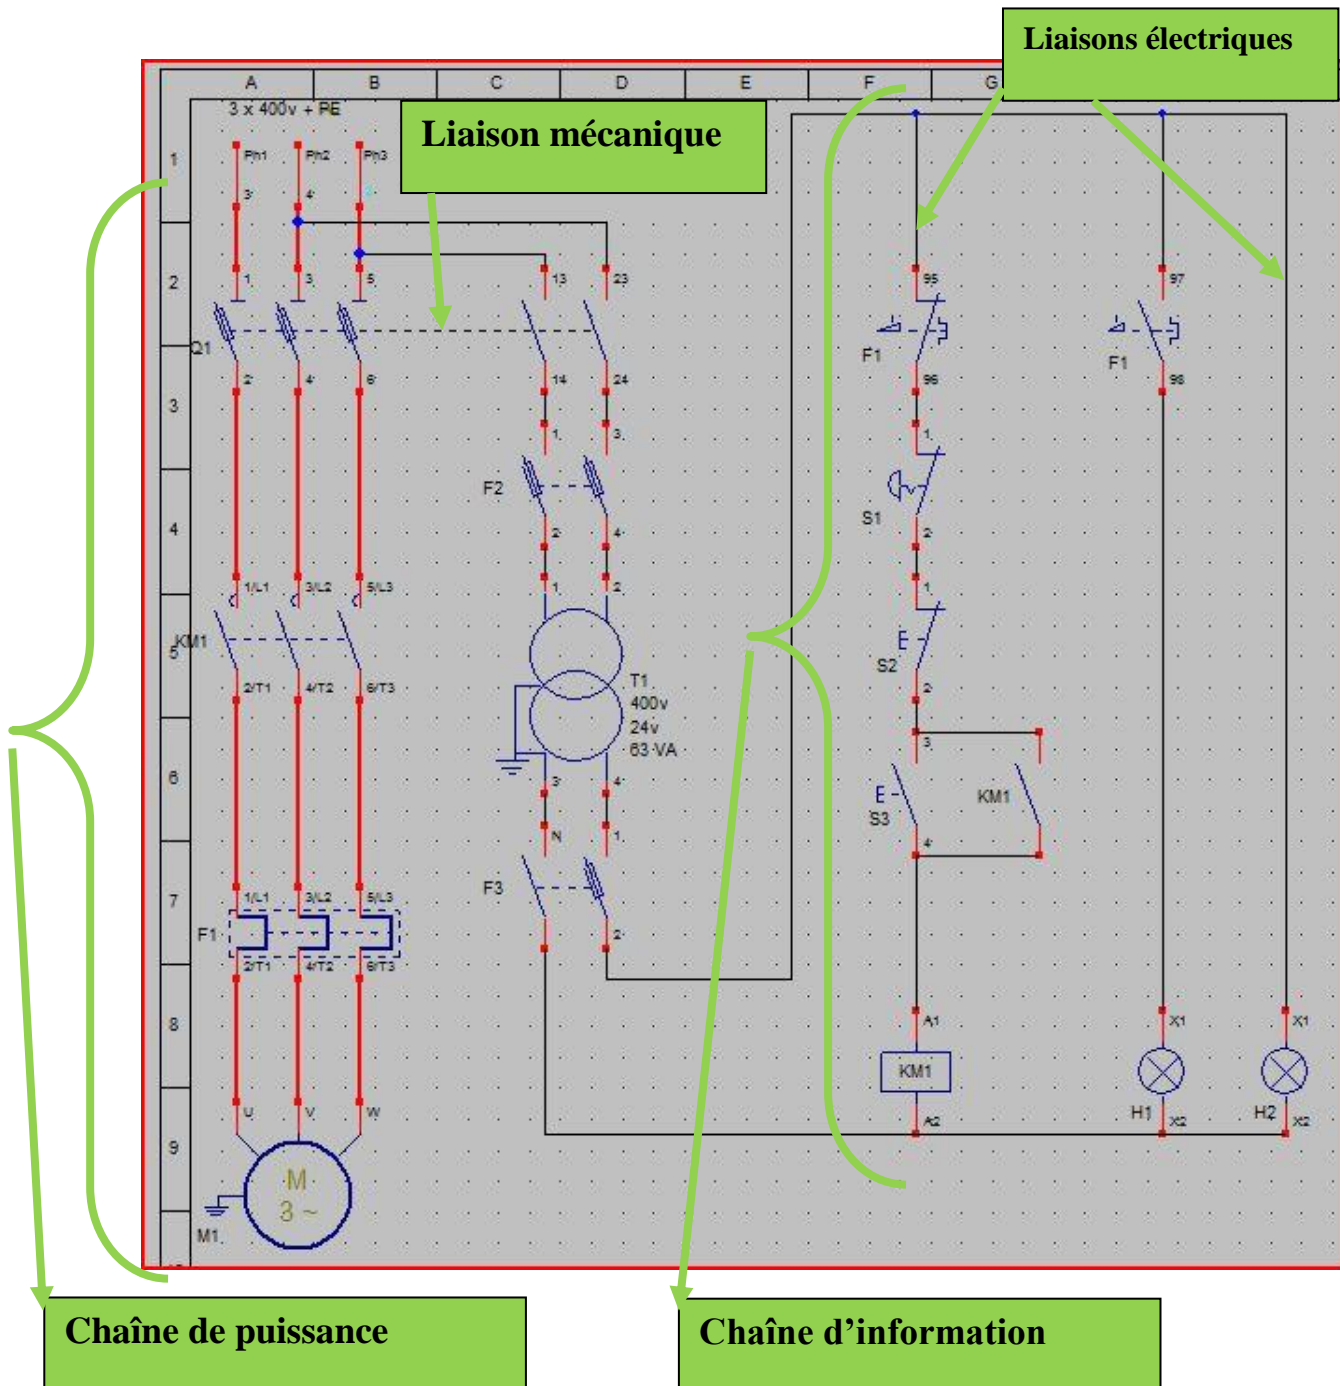 Liaisons électriques
A B C D E F G
3 x 400v + PE
Liaison mécanique
1 Ph1 Ph2 Ph3
3 4
2 1 3 5 13 23 95 97
Q1 F1 F1
2 4 6 14 24 96 98
3 1 3 1
F2 S1
4 2 4 2
1/L1 3/L2 5/L3 1 2 1
KM1 E
5 S2
2/T1 4/T2 6/T3 T1 2
400v
24v
63 VA
3
6 3 4 E KM1
S3
N 1 4
F3
7 1/L1 3/L2 5/L3
F1 2
2/T1 4/T2 6/T3
8 A1 X1 X1
KM1
U V W A2 H1 X2 H2 X2
9
M
3 ~
M1
Chaîne de puissance
Chaîne d’information